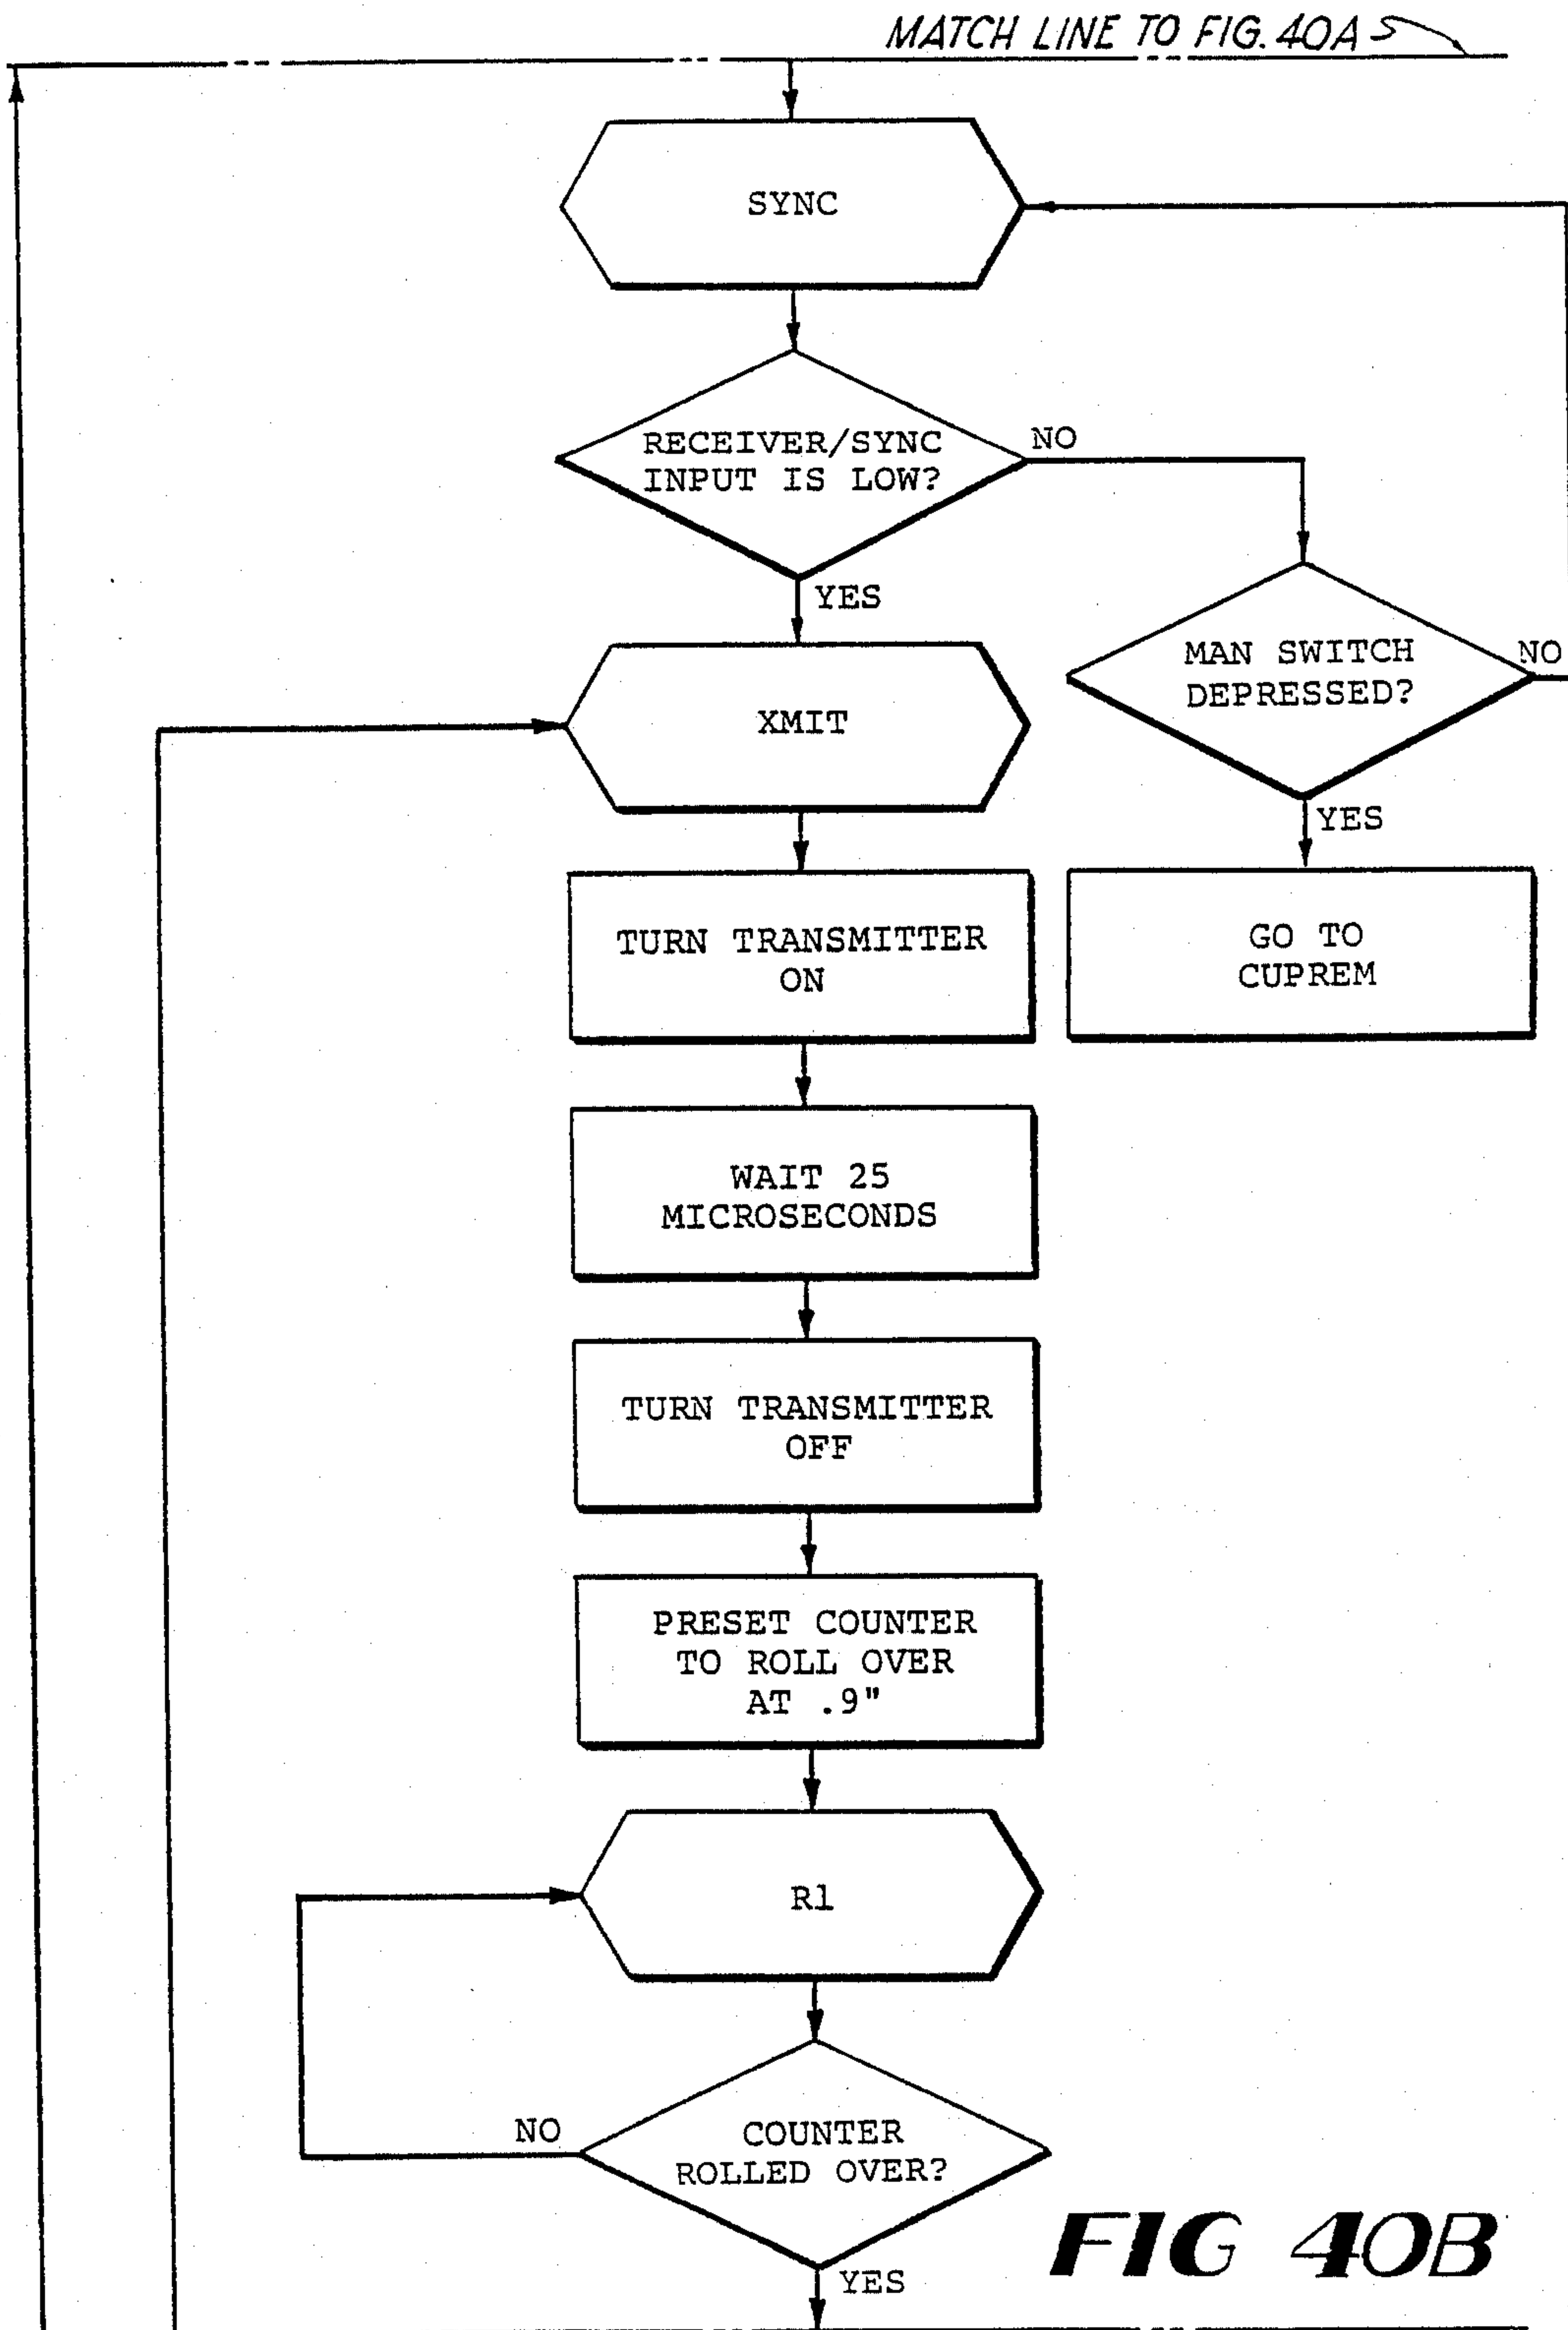 MATCH LINE TO FIG. 40A
SYNC
RECEIVER/SYNC
INPUT IS LOW?
NO
YES
MAN SWITCH
DEPRESSED?
NO
YES
GO TO
CUPREM
XMIT
TURN TRANSMITTER
ON
WAIT 25
MICROSECONDS
TURN TRANSMITTER
OFF
PRESET COUNTER
TO ROLL OVER
AT .9"
R1
COUNTER
ROLLED OVER?
NO
YES
FIG 40B